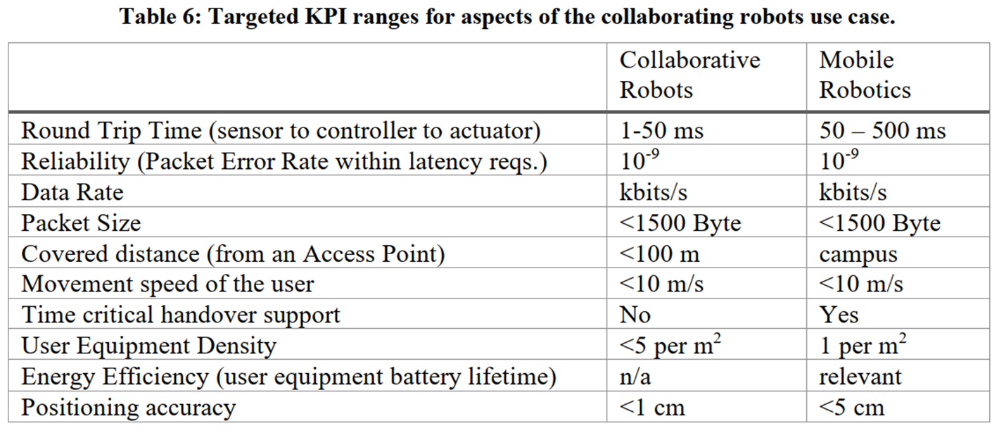 Table 6: Targeted KPI ranges for aspects of the collaborating robots use case.
Collaborative Robots Mobile Robotics
Round Trip Time (sensor to controller to actuator) 1-50 ms 50 – 500 ms
Reliability (Packet Error Rate within latency reqs.) 10⁻⁹ 10⁻⁹
Data Rate kbits/s kbits/s
Packet Size <1500 Byte <1500 Byte
Covered distance (from an Access Point) <100 m campus
Movement speed of the user <10 m/s <10 m/s
Time critical handover support No Yes
User Equipment Density <5 per m² 1 per m²
Energy Efficiency (user equipment battery lifetime) n/a relevant
Positioning accuracy <1 cm <5 cm